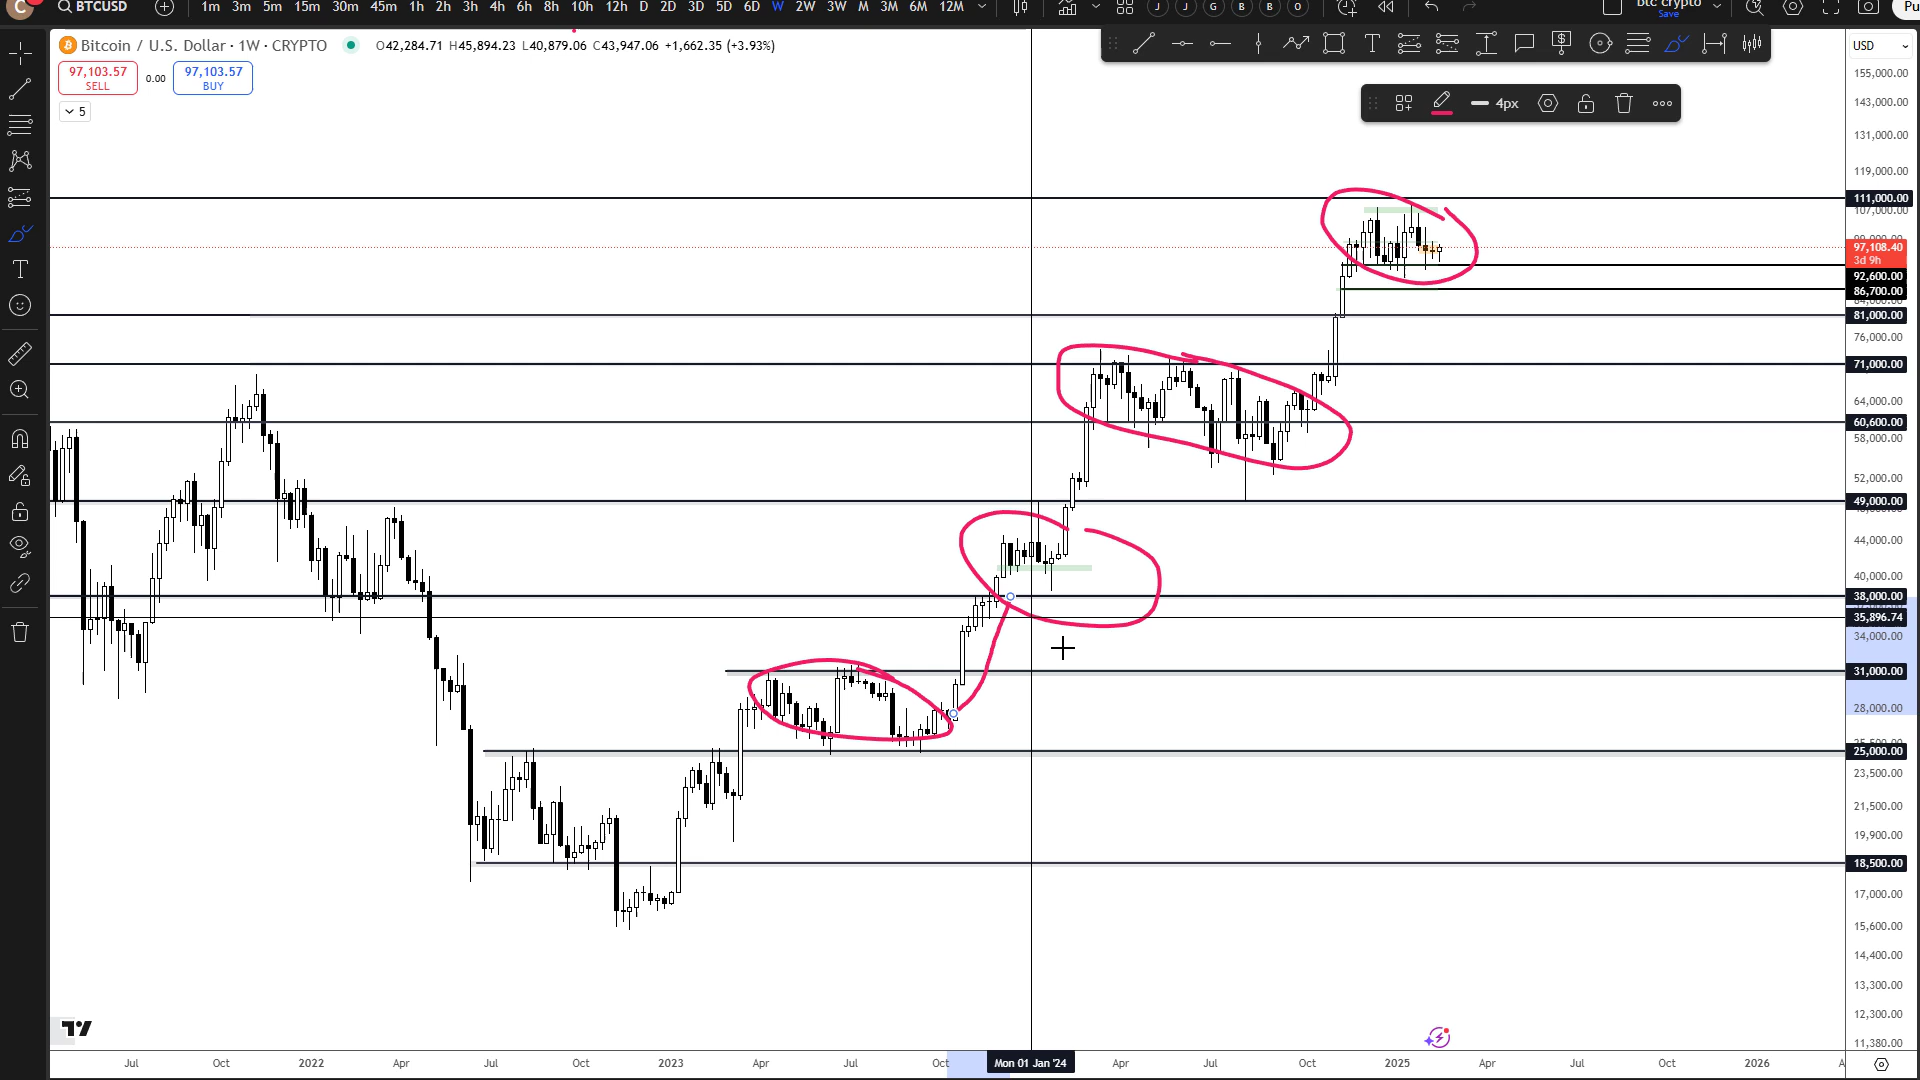 C
BTCUSD
1m 3m 5m 15m 30m 45m 1h 2h 3h 4h 6h 8h 10h 12h D 2D 3D 5D 6D W 2W 3W M 3M 6M 12M
J J G B B O
btc crypto
Save
Pu
Bitcoin / U.S. Dollar · 1W · CRYPTO
O42,284.71 H45,894.23 L40,879.06 C43,947.06 +1,662.35 (+3.93%)
97,103.57
SELL
0.00
97,103.57
BUY
5
4px
USD
155,000.00
143,000.00
131,000.00
119,000.00
111,000.00
107,000.00
97,108.40
3d 9h
92,600.00
86,700.00
81,000.00
76,000.00
71,000.00
64,000.00
60,600.00
58,000.00
52,000.00
49,000.00
44,000.00
40,000.00
38,000.00
35,896.74
34,000.00
31,000.00
28,000.00
25,000.00
23,500.00
21,500.00
19,900.00
18,500.00
17,000.00
15,600.00
14,400.00
13,300.00
12,300.00
11,380.00
Jul Oct 2022 Apr Jul Oct 2023 Apr Jul Oct Mon 01 Jan '24 Apr Jul Oct 2025 Apr Jul Oct 2026 A